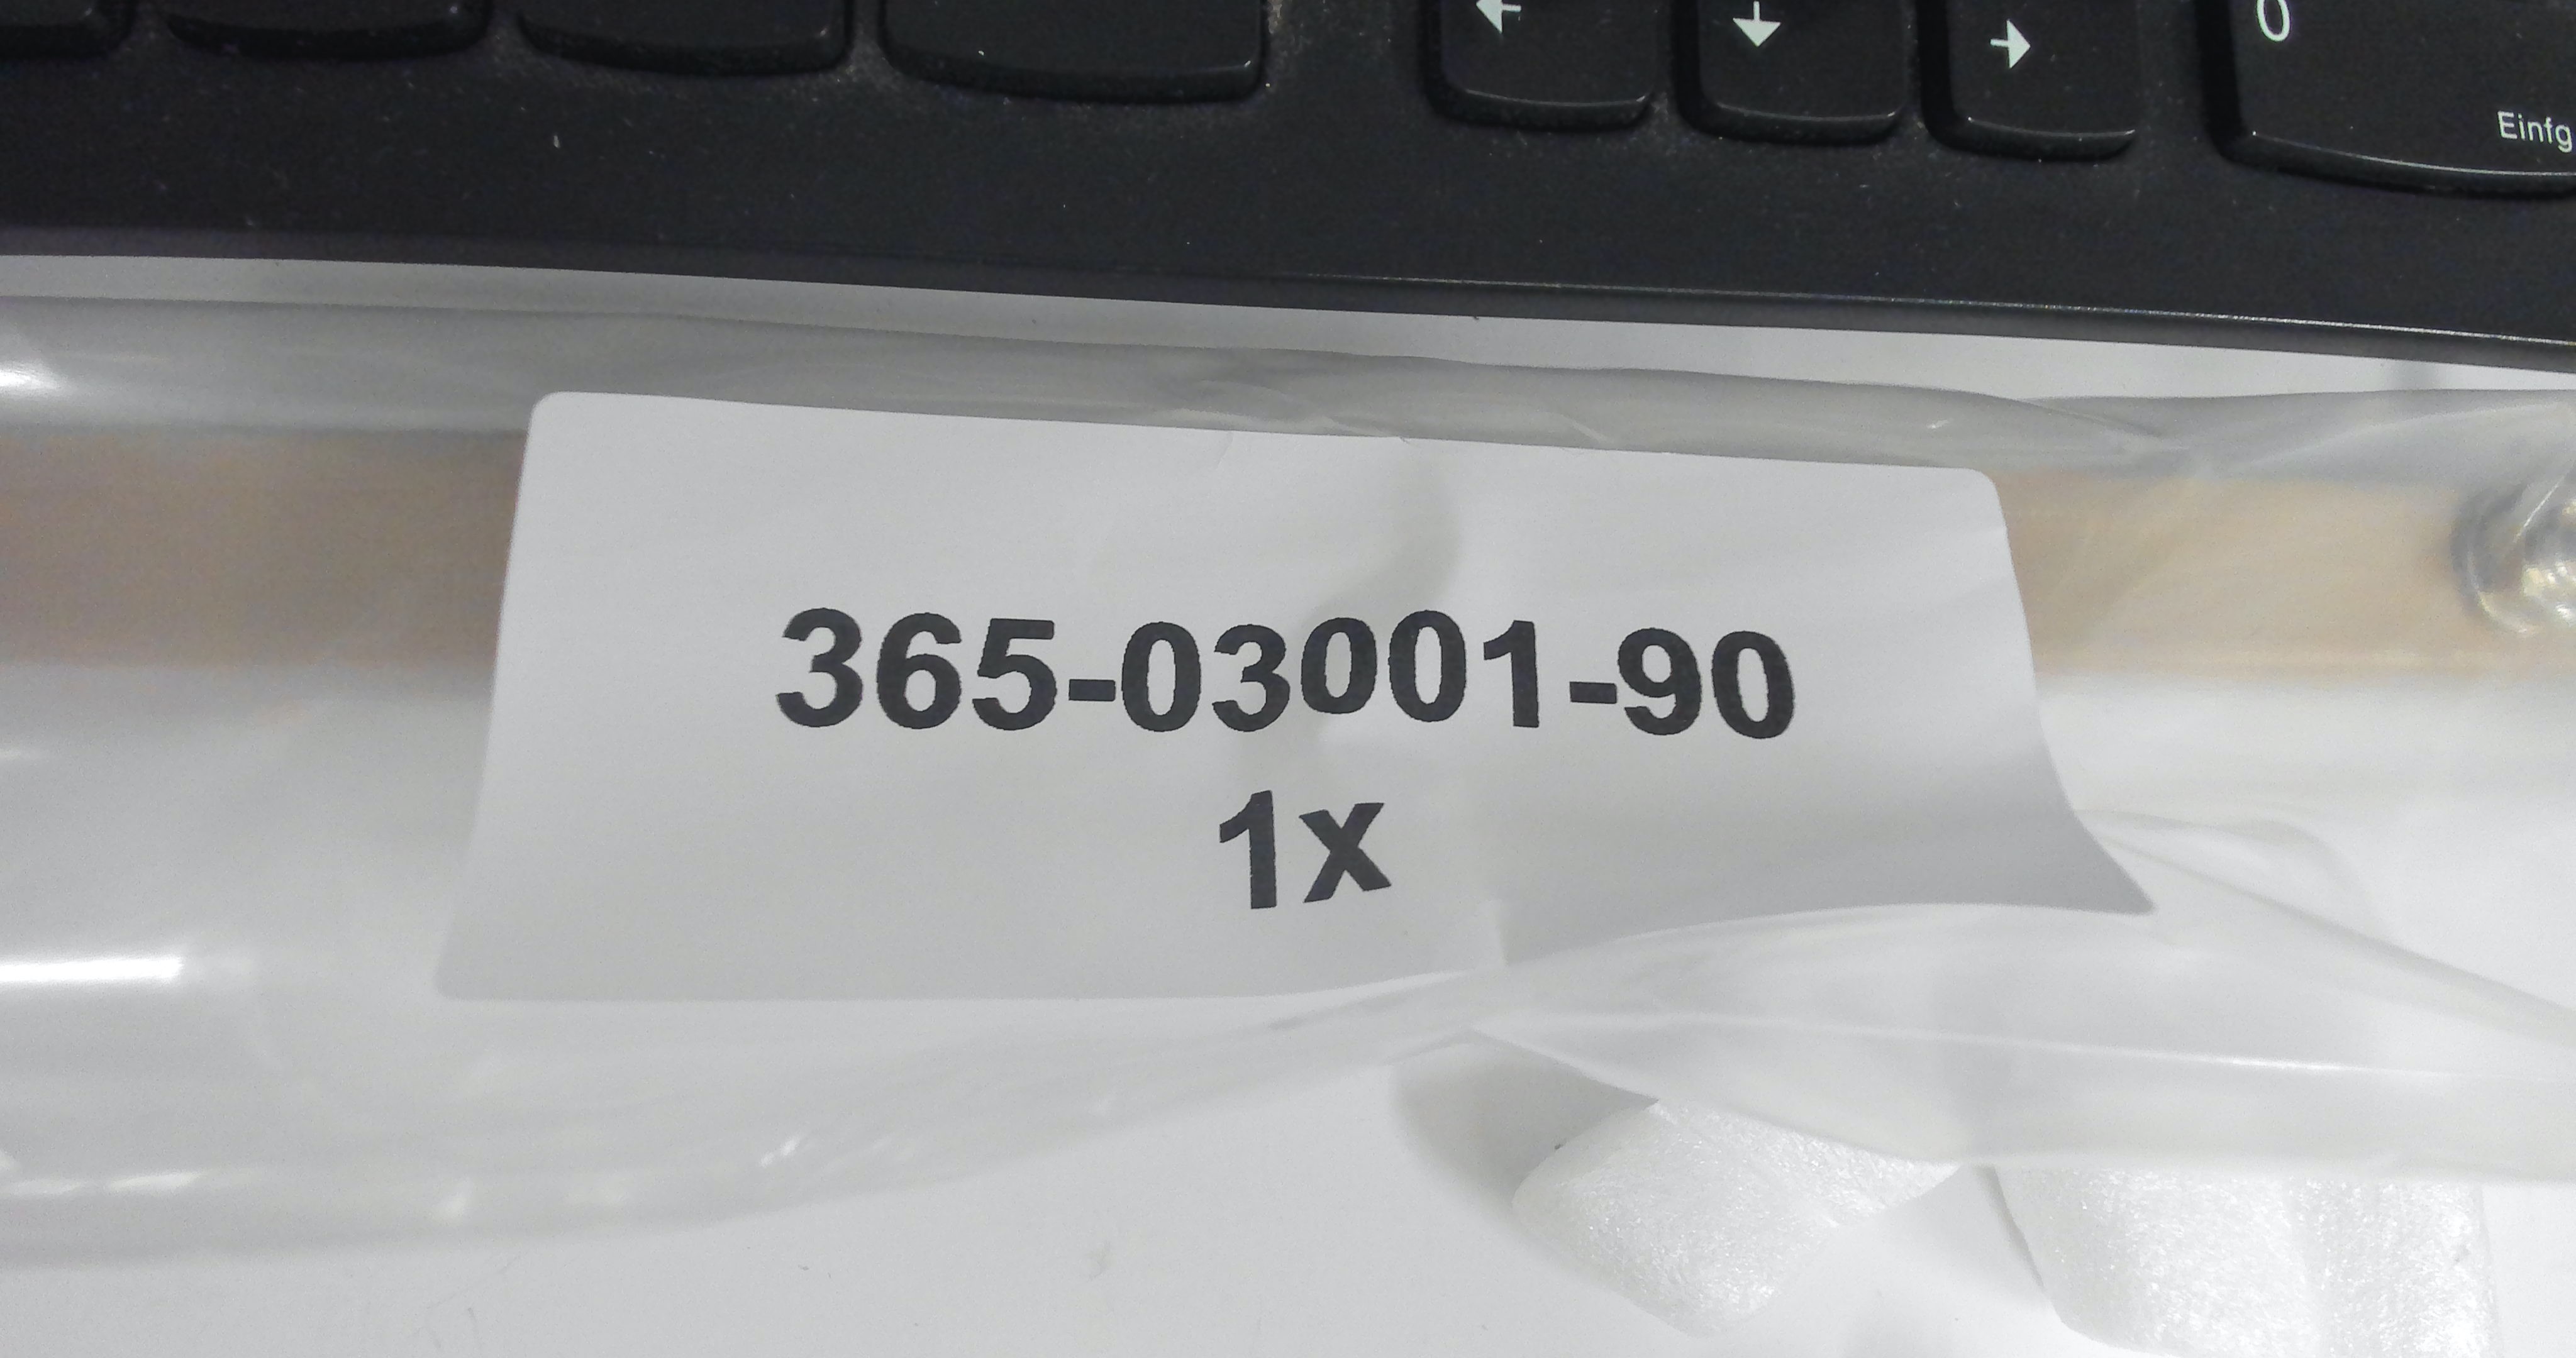 ← ↓ → 0
Einfg
365-03001-90
1x